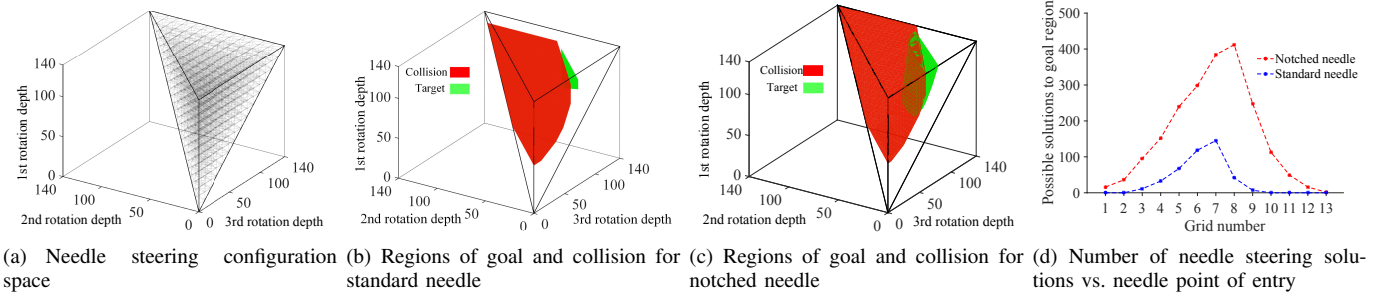 140
100
50
0
1st rotation depth
140
100
50
0
2nd rotation depth
0
50
100
140
3rd rotation depth
Collision
Target
140
100
50
0
1st rotation depth
140
100
50
0
2nd rotation depth
0
50
100
140
3rd rotation depth
Collision
Target
140
100
50
0
1st rotation depth
140
100
50
0
2nd rotation depth
0
50
100
140
3rd rotation depth
Possible solutions to goal region
500
400
300
200
100
0
Notched needle
Standard needle
1 2 3 4 5 6 7 8 9 10 11 12 13
Grid number
(a) Needle steering configuration
space
(b) Regions of goal and collision for
standard needle
(c) Regions of goal and collision for
notched needle
(d) Number of needle steering solu-
tions vs. needle point of entry